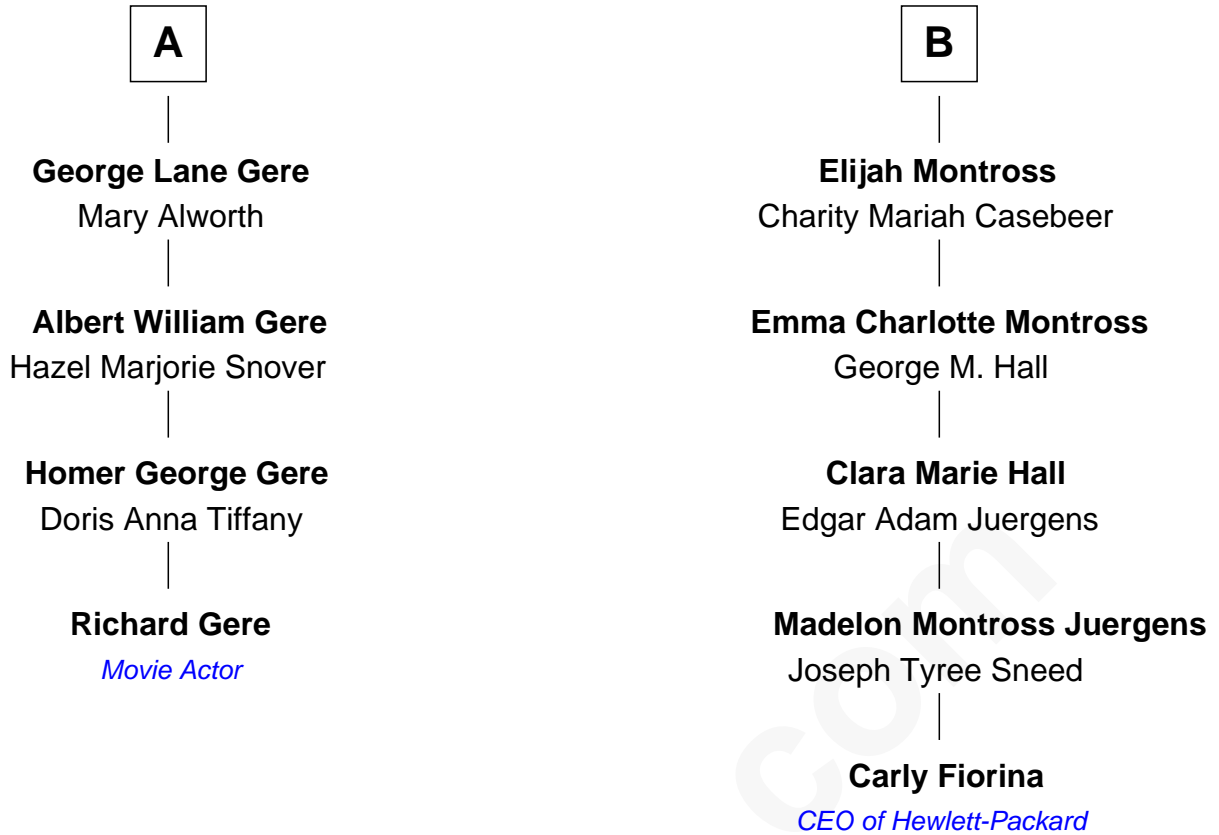 A
George Lane Gere
Mary Alworth
Albert William Gere
Hazel Marjorie Snover
Homer George Gere
Doris Anna Tiffany
Richard Gere
Movie Actor
B
Elijah Montross
Charity Mariah Casebeer
Emma Charlotte Montross
George M. Hall
Clara Marie Hall
Edgar Adam Juergens
Madelon Montross Juergens
Joseph Tyree Sneed
Carly Fiorina
CEO of Hewlett-Packard
com